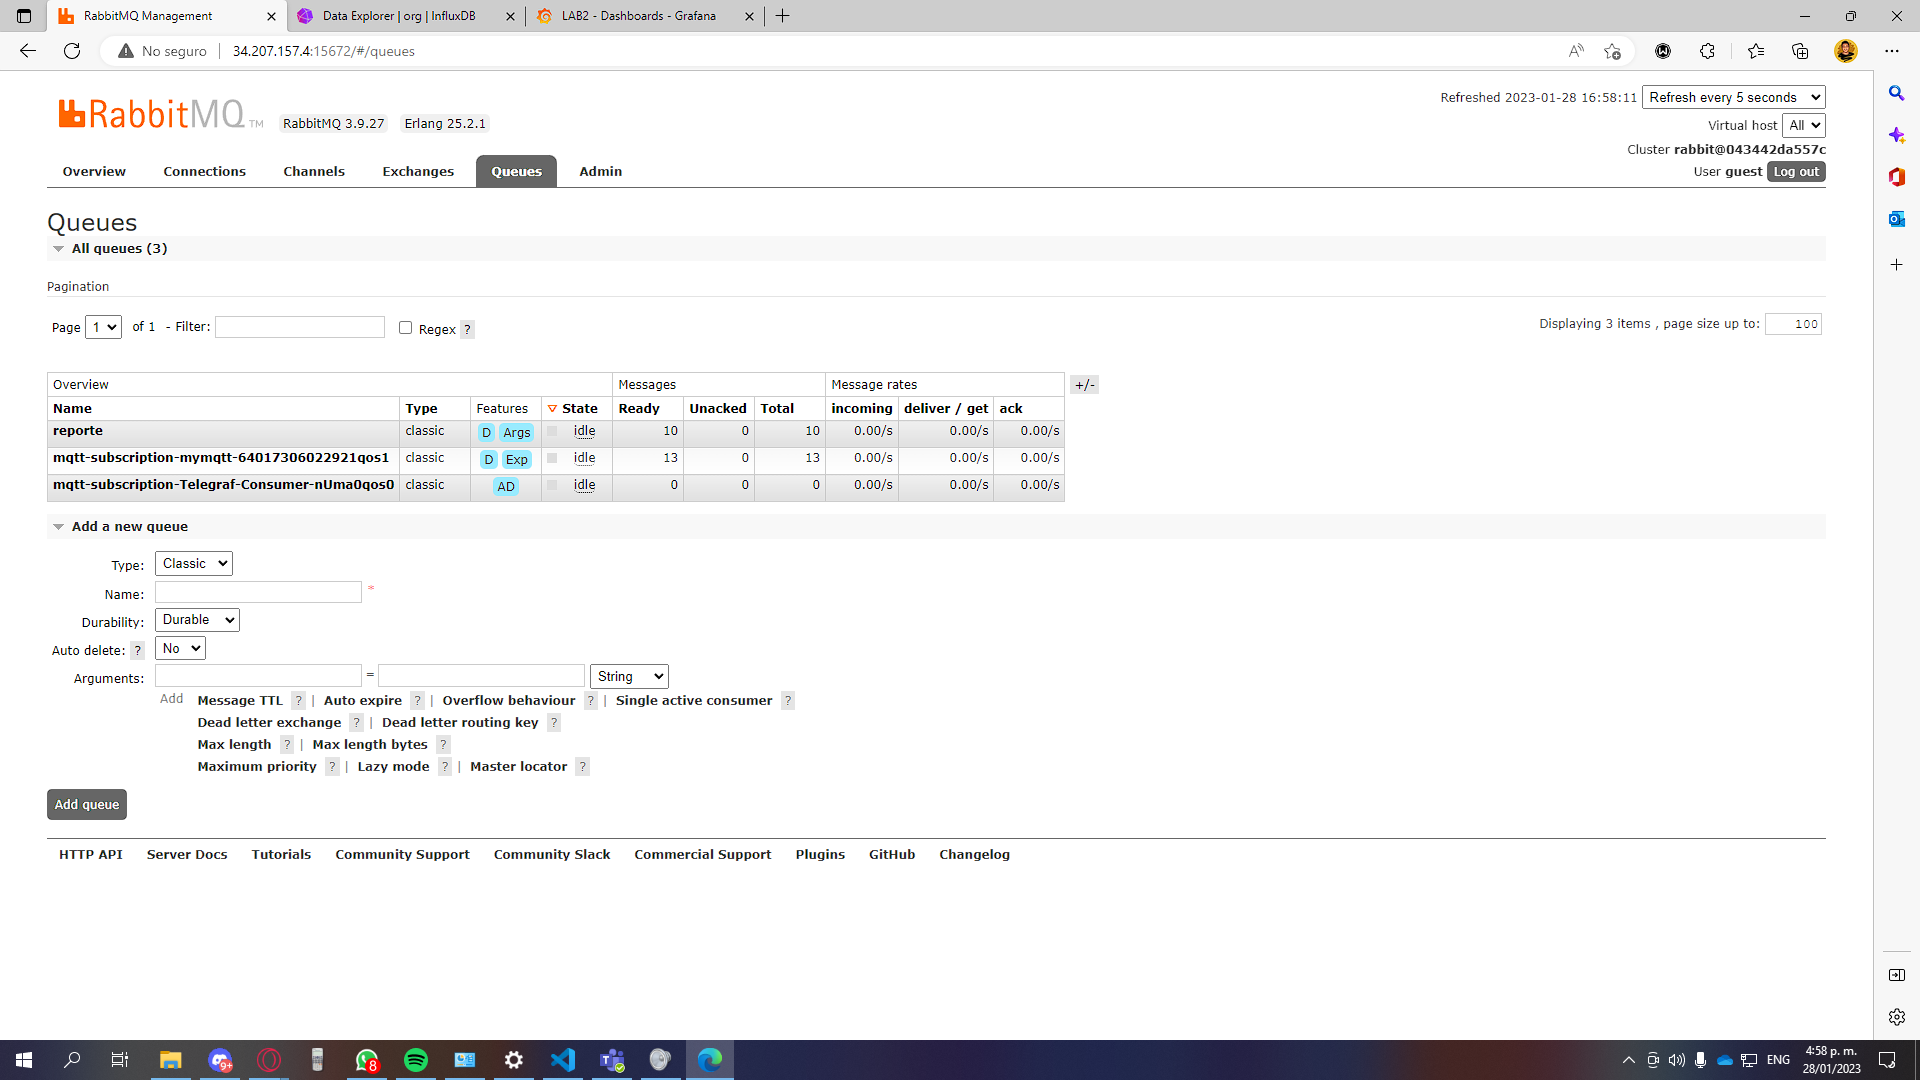 RabbitMQ Management
Data Explorer | org | InfluxDB
LAB2 - Dashboards - Grafana
No seguro
34.207.157.4:15672/#/queues
RabbitMQ TM
RabbitMQ 3.9.27
Erlang 25.2.1
Refreshed 2023-01-28 16:58:11
Refresh every 5 seconds
Virtual host All
Cluster rabbit@043442da557c
User guest Log out
Overview Connections Channels Exchanges Queues Admin
Queues
All queues (3)
Pagination
Page 1 of 1 - Filter: Regex ?
Displaying 3 items , page size up to: 100
Overview Messages Message rates +/-
Name Type Features State Ready Unacked Total incoming deliver / get ack
reporte classic D Args idle 10 0 10 0.00/s 0.00/s 0.00/s
mqtt-subscription-mymqtt-64017306022921qos1 classic D Exp idle 13 0 13 0.00/s 0.00/s 0.00/s
mqtt-subscription-Telegraf-Consumer-nUma0qos0 classic AD idle 0 0 0 0.00/s 0.00/s 0.00/s
Add a new queue
Type: Classic
Name: *
Durability: Durable
Auto delete: ? No
Arguments: = String
Add Message TTL ? | Auto expire ? | Overflow behaviour ? | Single active consumer ?
Dead letter exchange ? | Dead letter routing key ?
Max length ? | Max length bytes ?
Maximum priority ? | Lazy mode ? | Master locator ?
Add queue
HTTP API Server Docs Tutorials Community Support Community Slack Commercial Support Plugins GitHub Changelog
9+
8
ENG
4:58 p. m.
28/01/2023